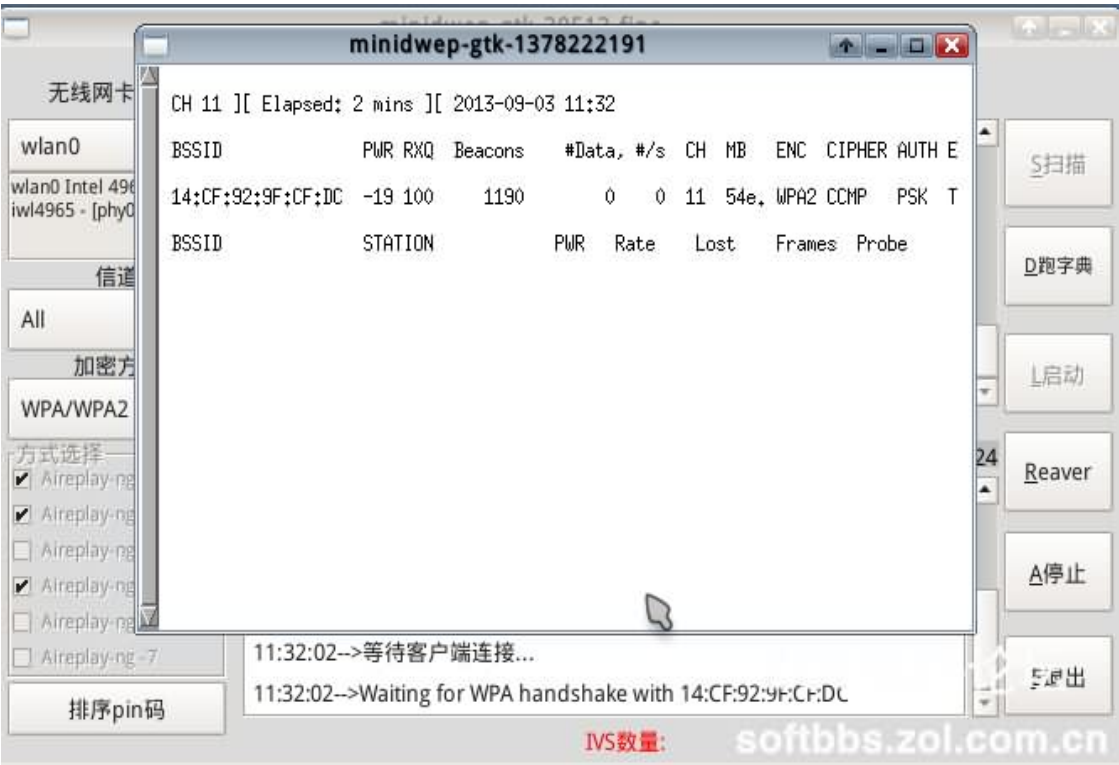 minidwep-gtk-1378222191
CH 11 ][ Elapsed: 2 mins ][ 2013-09-03 11:32
BSSID PWR RXQ Beacons #Data, #/s CH MB ENC CIPHER AUTH E
14:CF:92:9F:CF:DC -19 100 1190 0 0 11 54e. WPA2 CCMP PSK T
BSSID STATION PWR Rate Lost Frames Probe
无线网卡
wlan0
wlan0 Intel 496
iwl4965 - [phy0
信道
All
加密方
WPA/WPA2
方式选择
Aireplay-ng
Aireplay-ng
Aireplay-ng
Aireplay-ng
Aireplay-ng
Aireplay-ng -7
排序pin码
11:32:02-->等待客户端连接...
11:32:02-->Waiting for WPA handshake with 14:CF:92:9F:CF:DC
IVS数量:
24
S扫描
D跑字典
L启动
Reaver
A停止
退出
softbbs.zol.com.cn